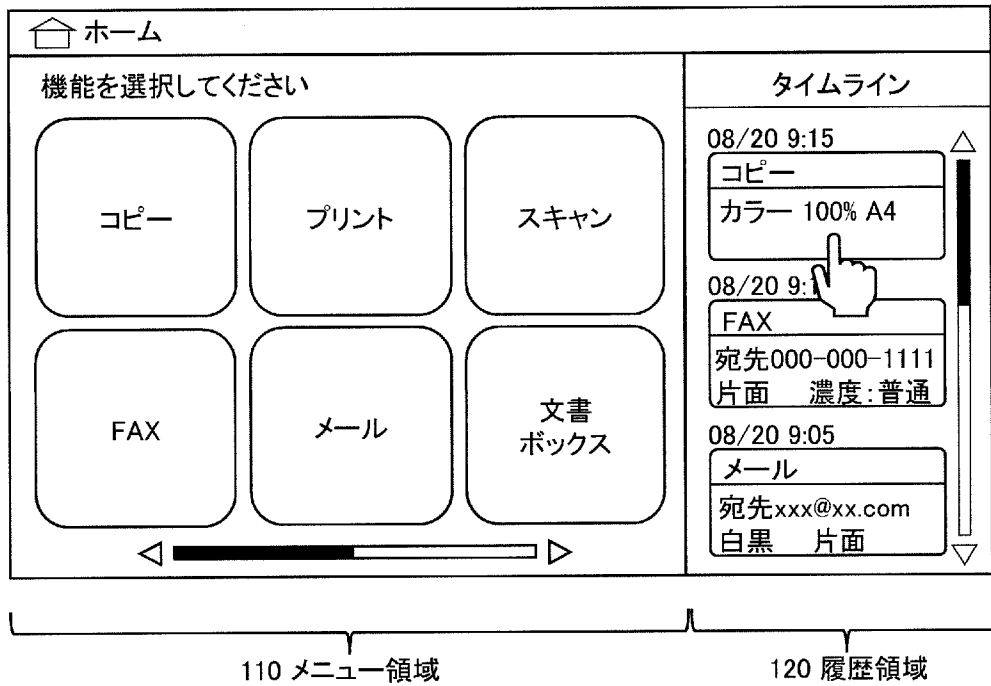 ホーム
機能を選択してください
コピー
プリント
スキャン
FAX
メール
文書
ボックス
タイムライン
08/20 9:15
コピー
カラー 100% A4
08/20 9:1
FAX
宛先000-000-1111
片面 濃度:普通
08/20 9:05
メール
宛先xxx@xx.com
白黒 片面
110 メニュー領域
120 履歴領域